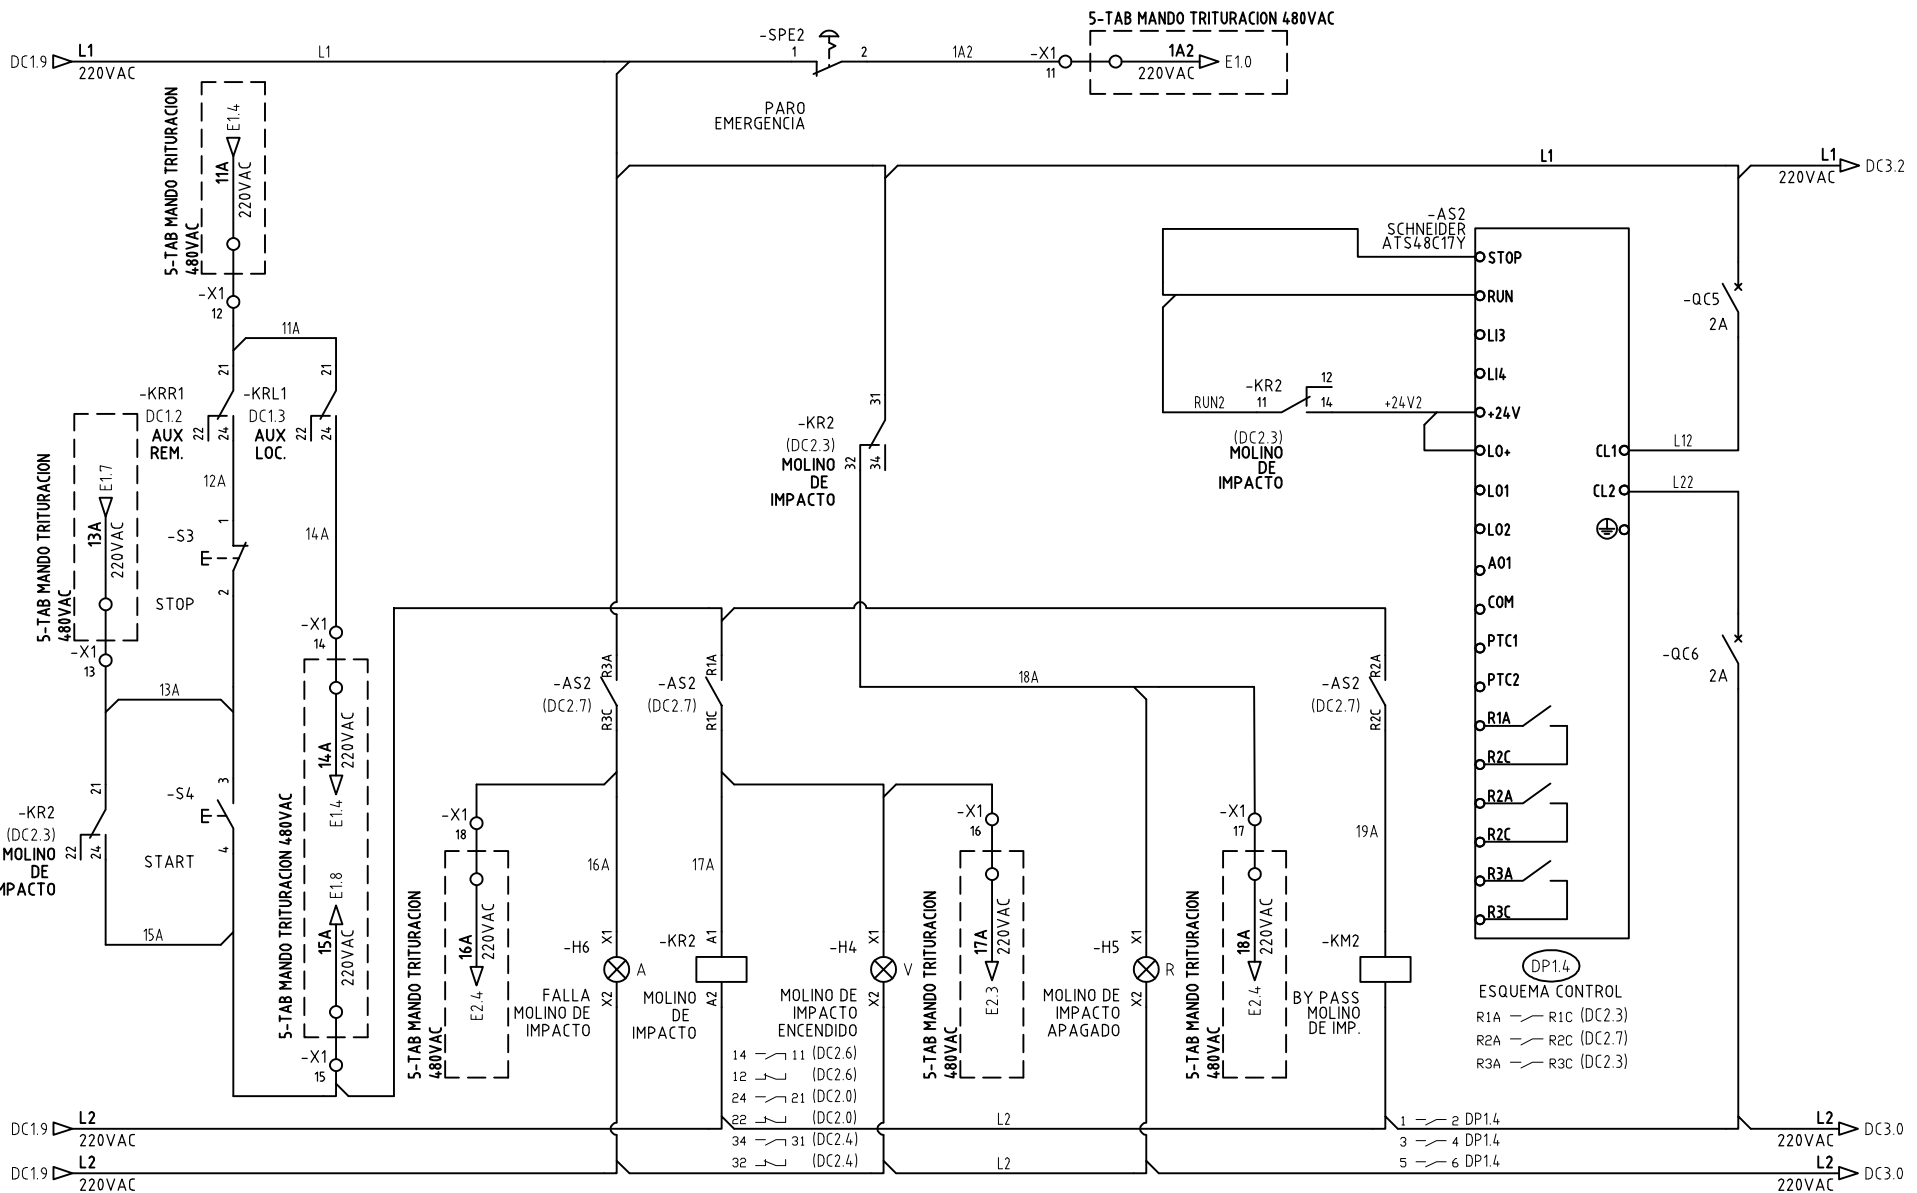 5-TAB MANDO TRITURACION 480VAC
DC1.9
L1
220VAC
L1
-SPE2
1
2
PARO
EMERGENCIA
1A2
-X1
11
1A2
220VAC
E1.0
5-TAB MANDO TRITURACION
480VAC
E1.4
11A
220VAC
-X1
12
11A
L1
L1
220VAC
DC3.2
-AS2
SCHNEIDER
ATS48C17Y
STOP
RUN
LI3
LI4
+24V
LO+
LO1
LO2
AO1
COM
PTC1
PTC2
R1A
R2C
R2A
R2C
R3A
R3C
CL1
CL2
L12
L22
-QC5
2A
-QC6
2A
-KRR1
DC1.2
AUX
REM.
21
22
24
-KRL1
DC1.3
AUX
LOC.
21
22
24
12A
14A
-S3
1
2
STOP
5-TAB MANDO TRITURACION
480VAC
E1.7
13A
220VAC
-X1
13
13A
-KR2
(DC2.3)
MOLINO
DE
MPACTO
21
22
24
-S4
3
4
START
15A
-X1
14
14A
220VAC
E1.4
5-TAB MANDO TRITURACION 480VAC
E1.8
15A
220VAC
-X1
15
-KR2
(DC2.3)
MOLINO
DE
IMPACTO
31
32
34
-KR2
11
12
14
RUN2
+24V2
(DC2.3)
MOLINO
DE
IMPACTO
-AS2
(DC2.7)
R3A
R3C
-AS2
(DC2.7)
R1A
R1C
18A
-AS2
(DC2.7)
R2A
R2C
-X1
18
16A
17A
-X1
16
-X1
17
19A
5-TAB MANDO TRITURACION
480VAC
16A
220VAC
E2.4
-H6
X1
X2
A
FALLA
MOLINO DE
IMPACTO
-KR2
A1
A2
MOLINO
DE
IMPACTO
-H4
X1
X2
V
MOLINO DE
IMPACTO
ENCENDIDO
5-TAB MANDO TRITURACION
480VAC
17A
220VAC
E2.3
-H5
X1
X2
R
MOLINO DE
IMPACTO
APAGADO
5-TAB MANDO TRITURACION
480VAC
18A
220VAC
E2.4
-KM2
BY PASS
MOLINO
DE IMP.
DP1.4
ESQUEMA CONTROL
R1A R1C (DC2.3)
R2A R2C (DC2.7)
R3A R3C (DC2.3)
14 11 (DC2.6)
12 (DC2.6)
24 21 (DC2.0)
22 (DC2.0)
34 31 (DC2.4)
32 (DC2.4)
1 2 DP1.4
3 4 DP1.4
5 6 DP1.4
DC1.9
L2
220VAC
L2
L2
220VAC
DC3.0
DC1.9
L2
220VAC
L2
L2
220VAC
DC3.0